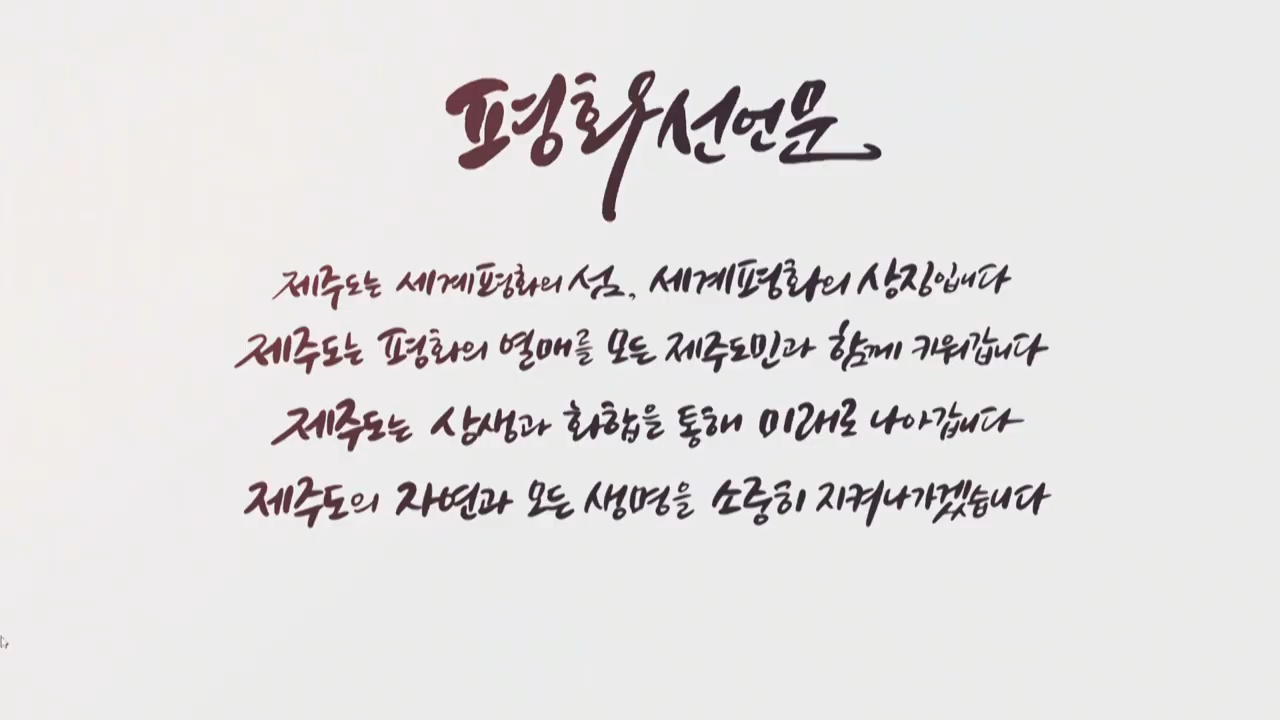 평화선언문
제주도는 세계평화의 섬, 세계평화의 상징입니다
제주도는 평화의 열매를 모든 제주도민과 함께 키워갑니다
제주도는 상생과 화합을 통해 미래로 나아갑니다
제주도의 자연과 모든 생명을 소중히 지켜나가겠습니다